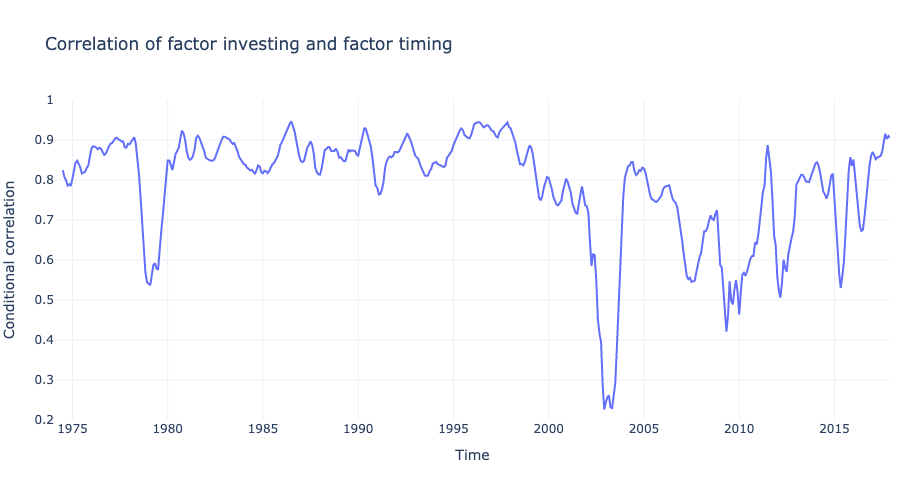 Correlation of factor investing and factor timing
Conditional correlation
1
0.9
0.8
0.7
0.6
0.5
0.4
0.3
0.2
1975 1980 1985 1990 1995 2000 2005 2010 2015
Time